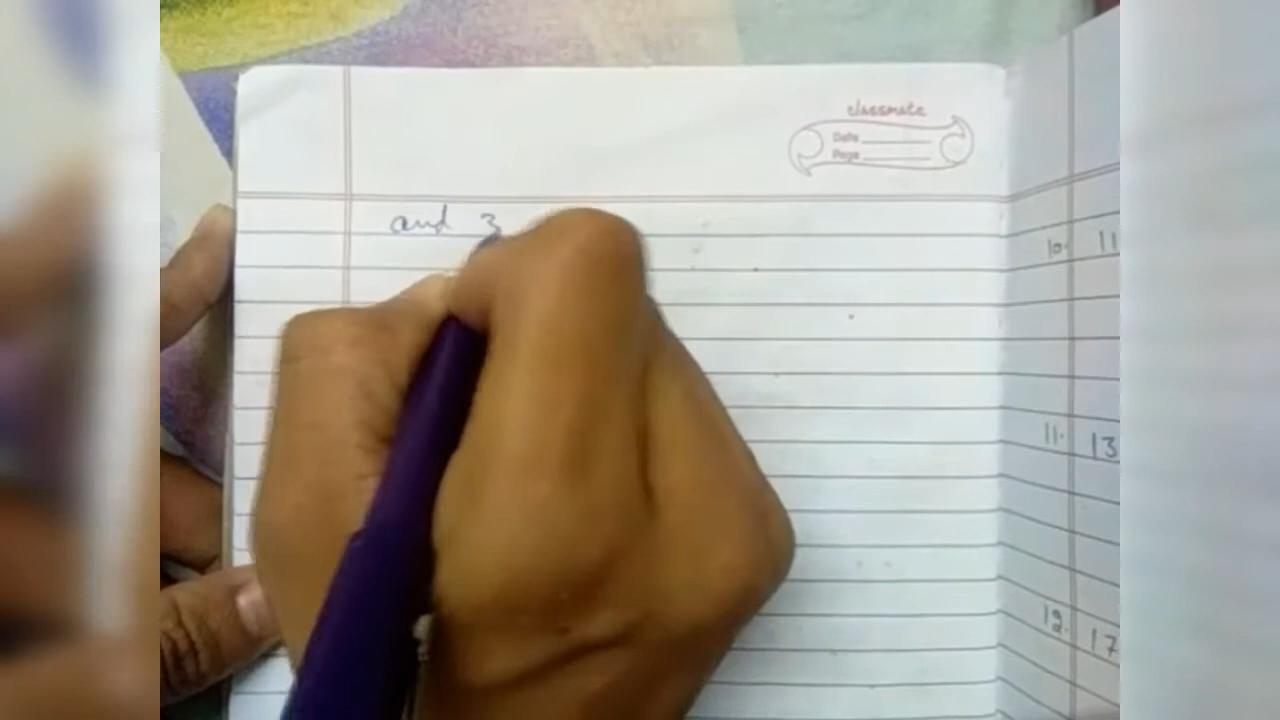 classmate
Date
Page
and 3
10. 11
11. 13
12. 17